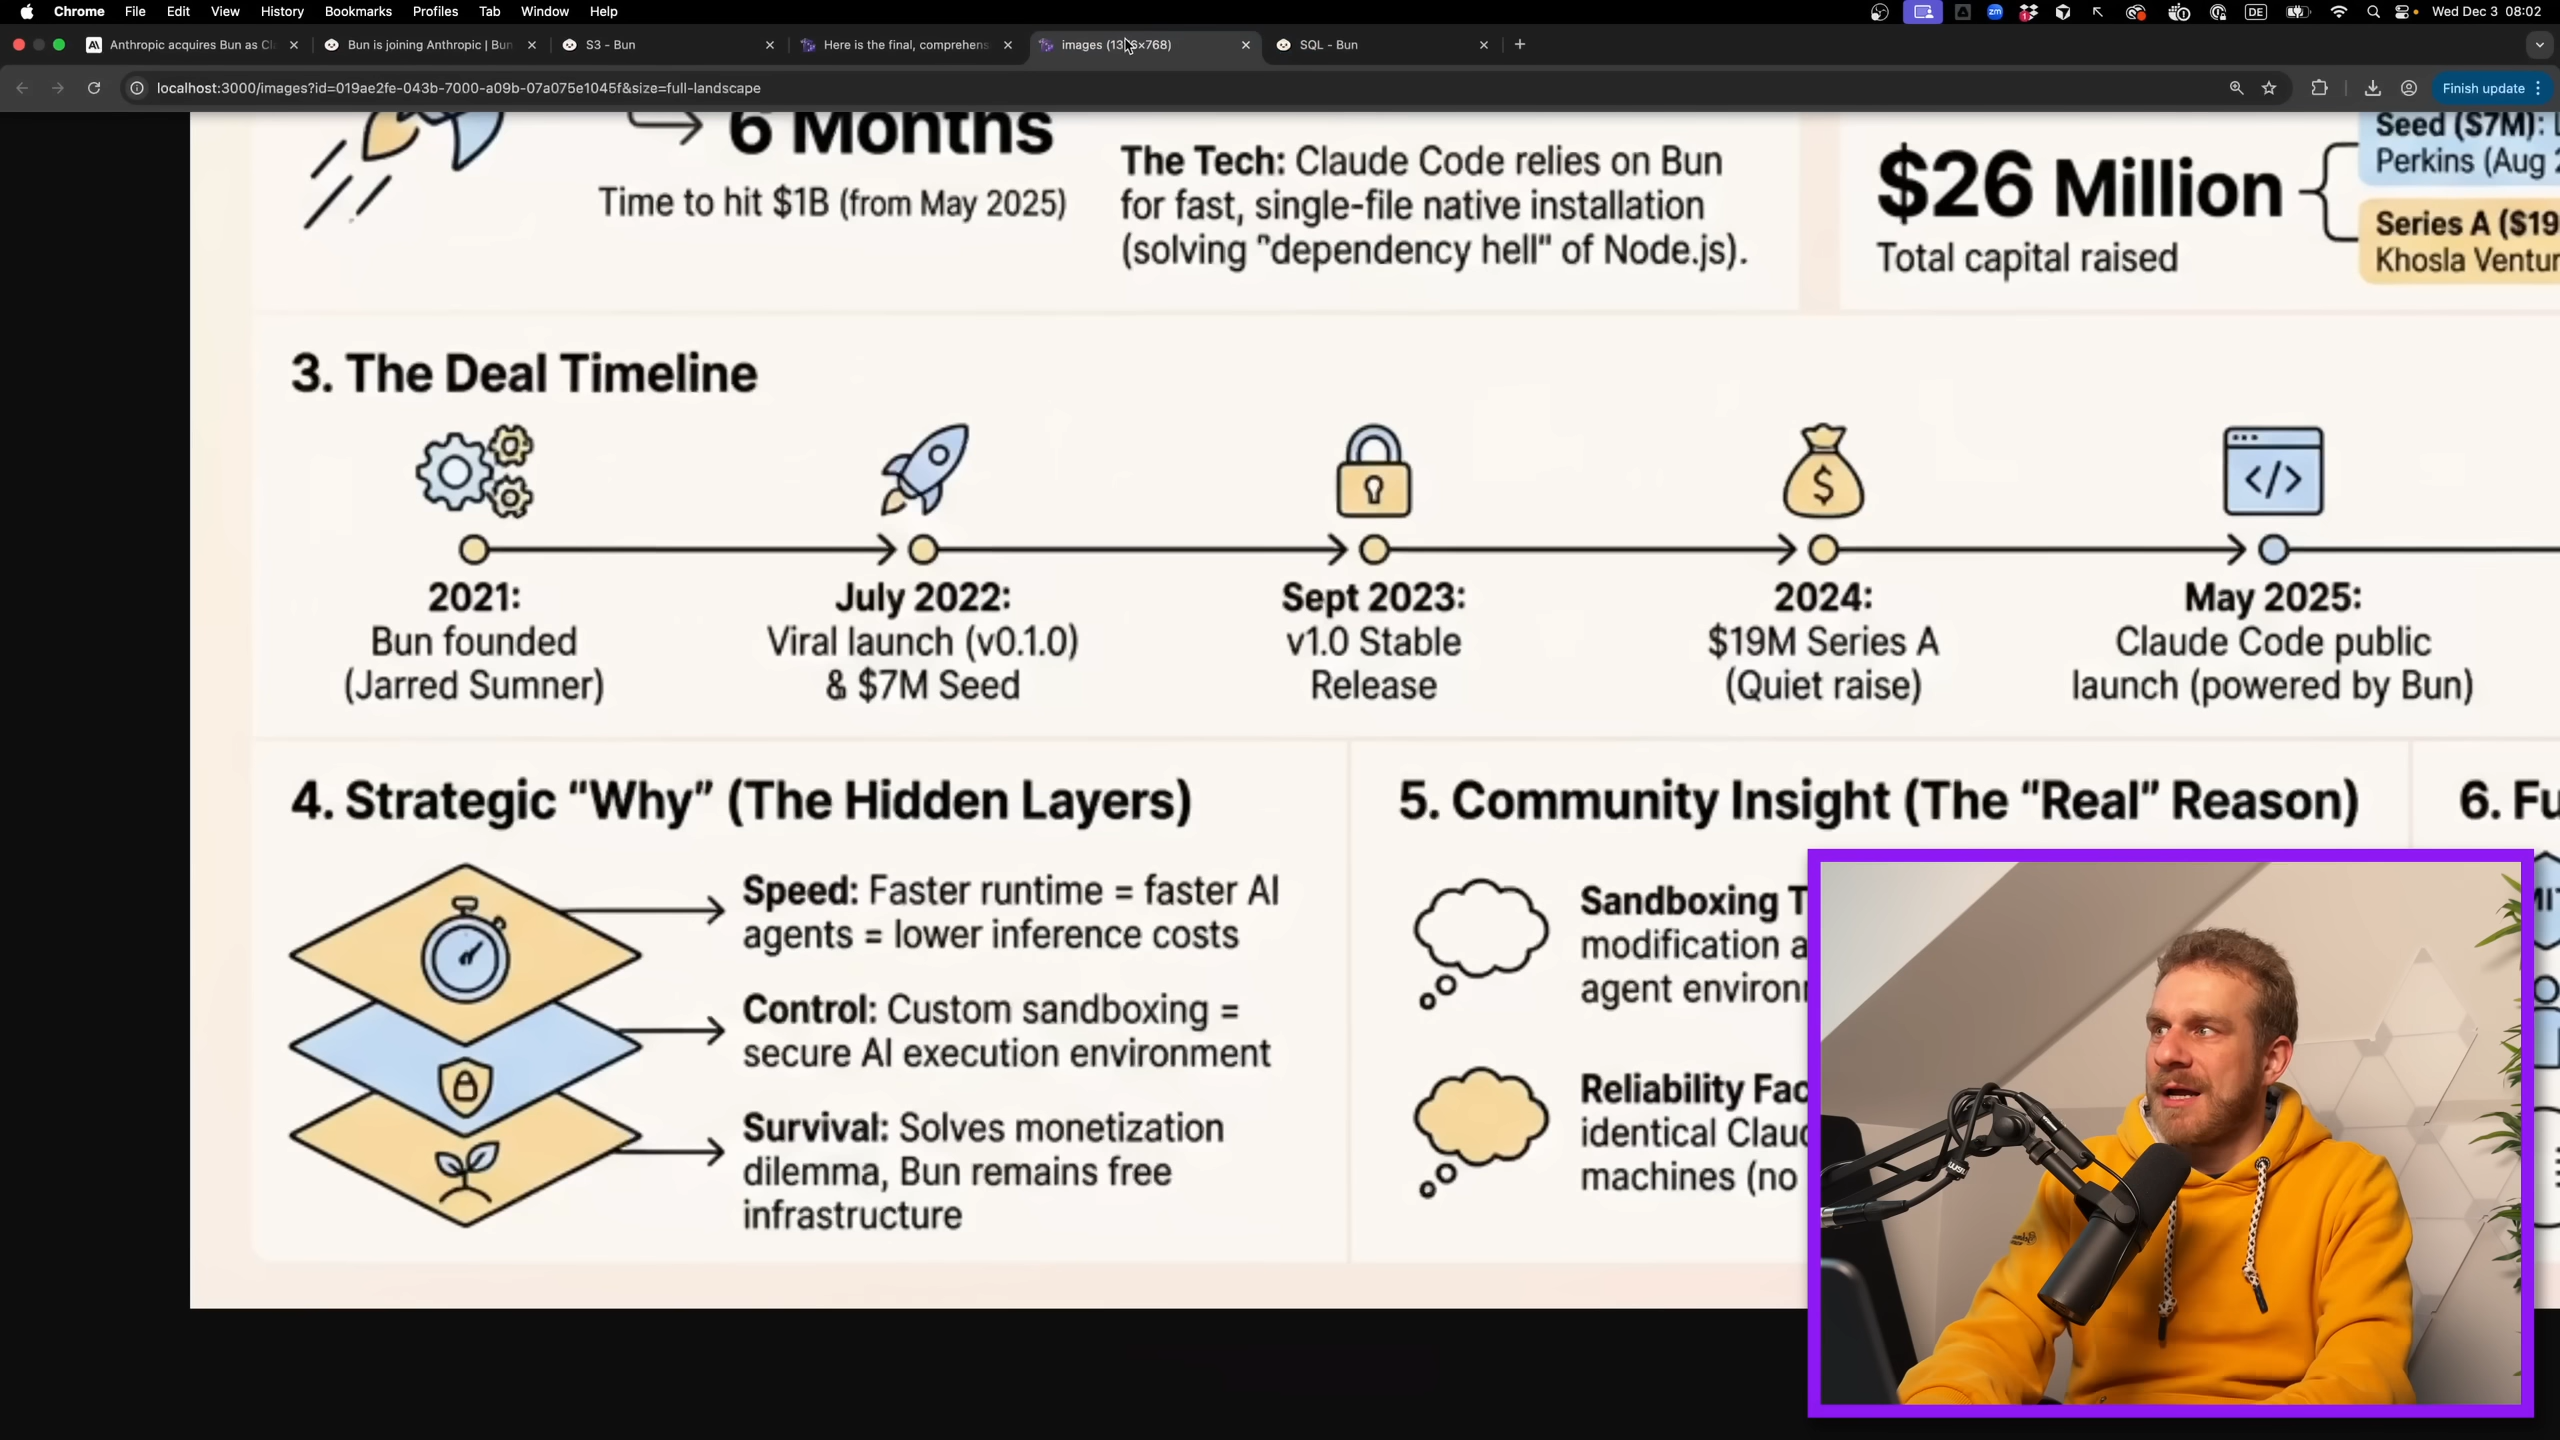 Chrome File Edit View History Bookmarks Profiles Tab Window Help
DE
Wed Dec 3 08:02
Anthropic acquires Bun as Cl
Bun is joining Anthropic | Bun
S3 - Bun
Here is the final, comprehens
images (13 6×768)
SQL - Bun
localhost:3000/images?id=019ae2fe-043b-7000-a09b-07a075e1045f&size=full-landscape
Finish update
6 Months
Time to hit $1B (from May 2025)
The Tech: Claude Code relies on Bun
for fast, single-file native installation
(solving "dependency hell" of Node.js).
$26 Million
Total capital raised
Seed ($7M):
Perkins (Aug 2
Series A ($19
Khosla Ventur
3. The Deal Timeline
$
</>
2021:
Bun founded
(Jarred Sumner)
July 2022:
Viral launch (v0.1.0)
& $7M Seed
Sept 2023:
v1.0 Stable
Release
2024:
$19M Series A
(Quiet raise)
May 2025:
Claude Code public
launch (powered by Bun)
4. Strategic “Why” (The Hidden Layers)
Speed: Faster runtime = faster AI
agents = lower inference costs
Control: Custom sandboxing =
secure AI execution environment
Survival: Solves monetization
dilemma, Bun remains free
infrastructure
5. Community Insight (The “Real” Reason)
Sandboxing T
modification a
agent environ
Reliability Fac
identical Claud
machines (no
6. Fu